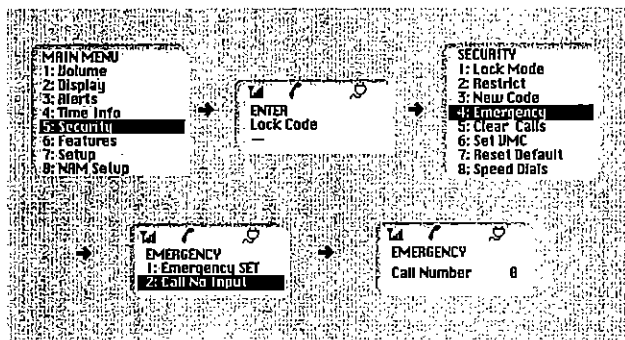 MAIN MENU
1: Volume
2: Display
3: Alerts
4: Time Info
5: Security
6: Features
7: Setup
8: NAM Setup
ENTER
Lock Code
SECURITY
1: Lock Mode
2: Restrict
3: New Code
4: Emergency
5: Clear Calls
6: Set VMC
7: Reset Default
8: Speed Dials
EMERGENCY
1: Emergency SET
2: Call No Input
EMERGENCY
Call Number 0